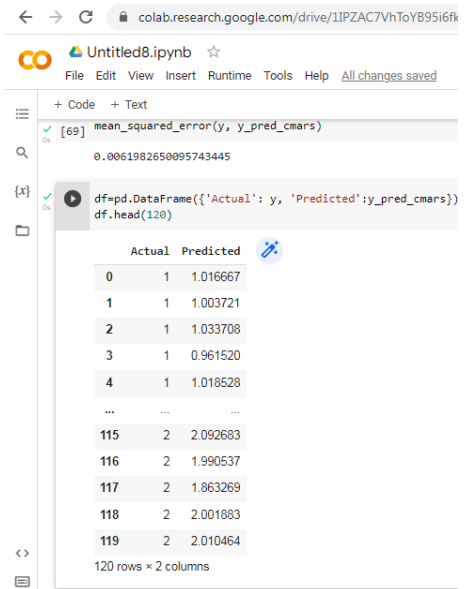 colab.research.google.com/drive/1IPZAC7VhToYB95i6fk
Untitled8.ipynb
File Edit View Insert Runtime Tools Help All changes saved
+ Code + Text
[69] mean_squared_error(y, y_pred_cmars)
0s
0.0061982650095743445
{x}
0s
df=pd.DataFrame({'Actual': y, 'Predicted':y_pred_cmars})
df.head(120)
Actual Predicted
0 1 1.016667
1 1 1.003721
2 1 1.033708
3 1 0.961520
4 1 1.018528
... ... ...
115 2 2.092683
116 2 1.990537
117 2 1.863269
118 2 2.001883
119 2 2.010464
120 rows × 2 columns